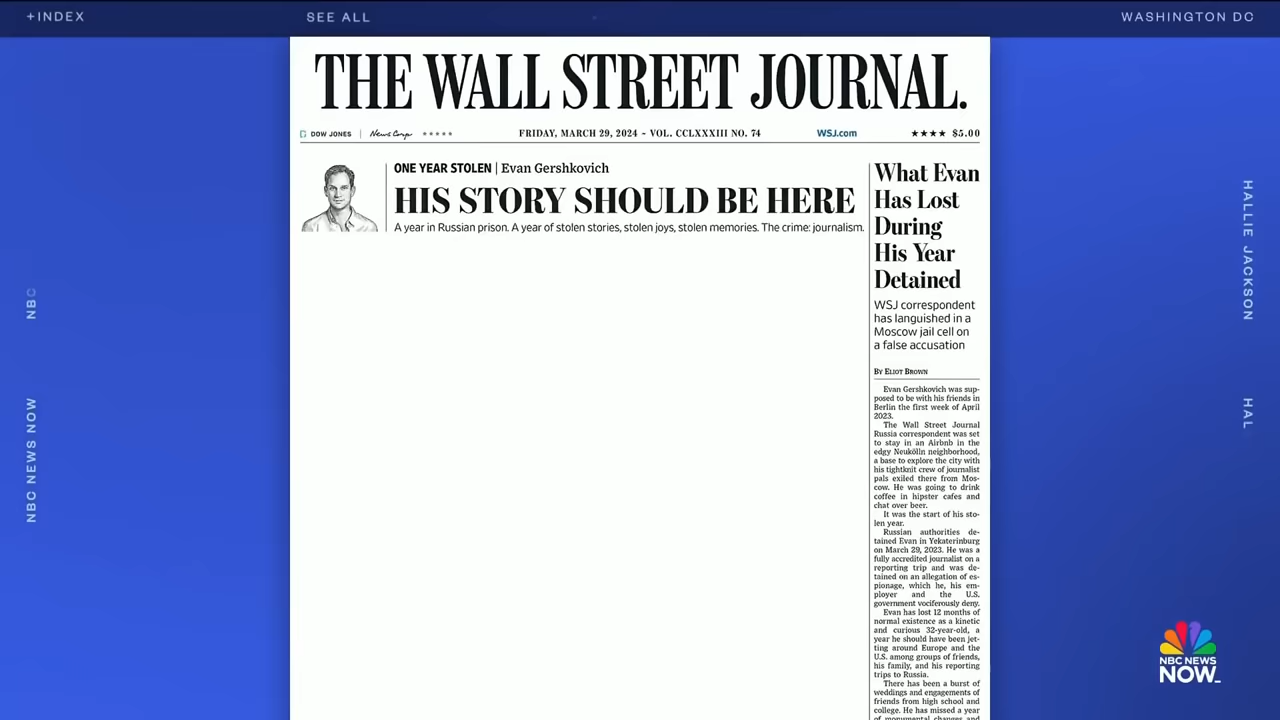 +INDEX
SEE ALL
WASHINGTON DC
THE WALL STREET JOURNAL.
DOW JONES | News Corp ★★★★★
FRIDAY, MARCH 29, 2024 ~ VOL. CCLXXXIII NO. 74
WSJ.com
★★★★ $5.00
ONE YEAR STOLEN | Evan Gershkovich
HIS STORY SHOULD BE HERE
A year in Russian prison. A year of stolen stories, stolen joys, stolen memories. The crime: journalism.
What Evan
Has Lost
During
His Year
Detained
WSJ correspondent
has languished in a
Moscow jail cell on
a false accusation
BY ELIOT BROWN
Evan Gershkovich was sup-
posed to be with his friends in
Berlin the first week of April
2023.
The Wall Street Journal
Russia correspondent was set
to stay in an Airbnb in the
edgy Neukölln neighborhood,
a base to explore the city with
his tightknit crew of journalist
pals exiled there from Mos-
cow. He was going to drink
coffee in hipster cafes and
chat over beer.
It was the start of his sto-
len year.
Russian authorities de-
tained Evan in Yekaterinburg
on March 29, 2023. He was a
fully accredited journalist on a
reporting trip and was de-
tained on an allegation of es-
pionage, which he, his em-
ployer and the U.S.
government vociferously deny.
Evan has lost 12 months of
normal existence as a kinetic
and curious 32-year-old, a
year he should have been jet-
ting around Europe and the
U.S. among groups of friends,
his family, and his reporting
trips to Russia.
There has been a burst of
weddings and engagements of
friends from high school and
college. He has missed a year
of monumental changes and
NBC
NBC NEWS NOW
HALLIE JACKSON
HAL
NBC NEWS
NOW